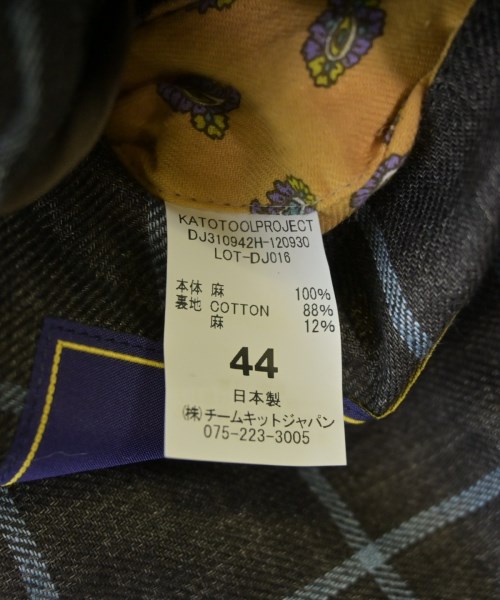 KATOTOOLPROJECT
DJ310942H-120930
LOT-DJ016
本体 麻 100%
裏地 COTTON 88%
麻 12%
44
日本製
(株)チームキットジャパン
075-223-3005